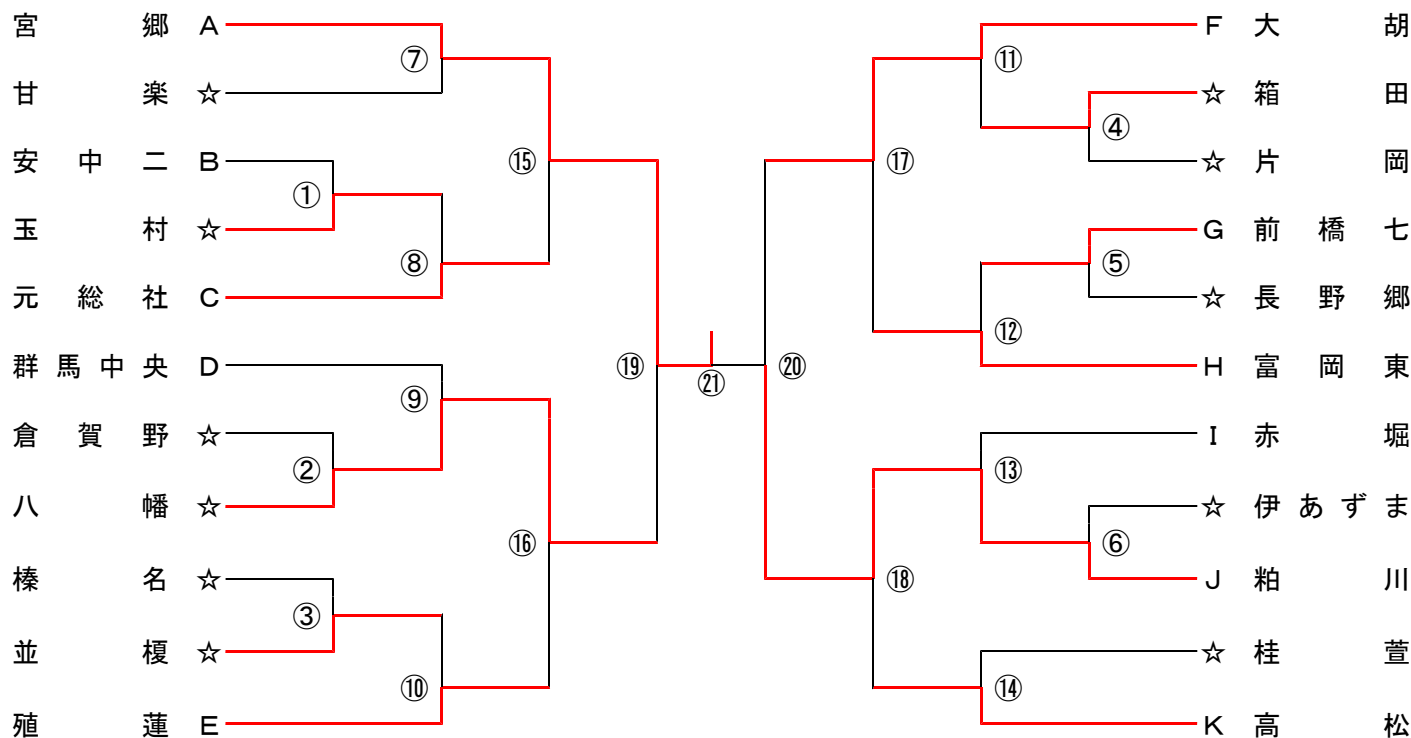 宮郷 A F 大胡
⑦ ⑪
甘楽 ☆ ☆ 箱田
④
安中二 B ⑮ ⑰ ☆ 片岡
①
玉村 ☆ G 前橋七
⑧ ⑤
元総社 C ☆ 長野郷
⑫
群馬中央 D ⑲ ㉑ ⑳ H 富岡東
⑨
倉賀野 ☆ I 赤堀
② ⑬
八幡 ☆ ☆ 伊あずま
⑯ ⑥
榛名 ☆ ⑱ J 粕川
③
並榎 ☆ ☆ 桂萱
⑩ ⑭
殖蓮 E K 高松